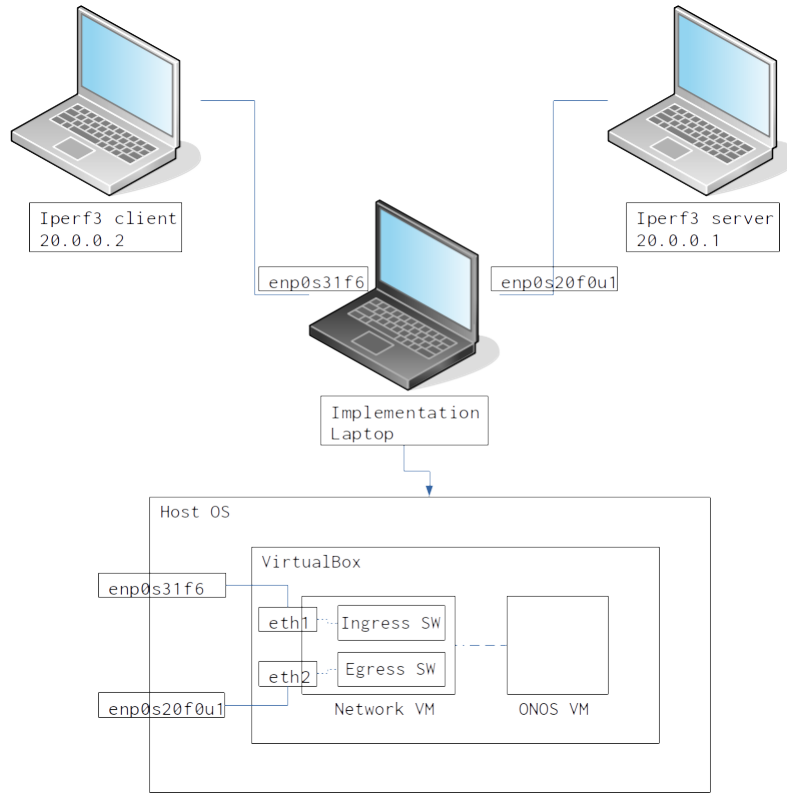 Iperf3 client
20.0.0.2
Iperf3 server
20.0.0.1
enp0s31f6
enp0s20f0u1
Implementation
Laptop
Host OS
VirtualBox
enp0s31f6
eth1
Ingress SW
eth2
Egress SW
enp0s20f0u1
Network VM
ONOS VM